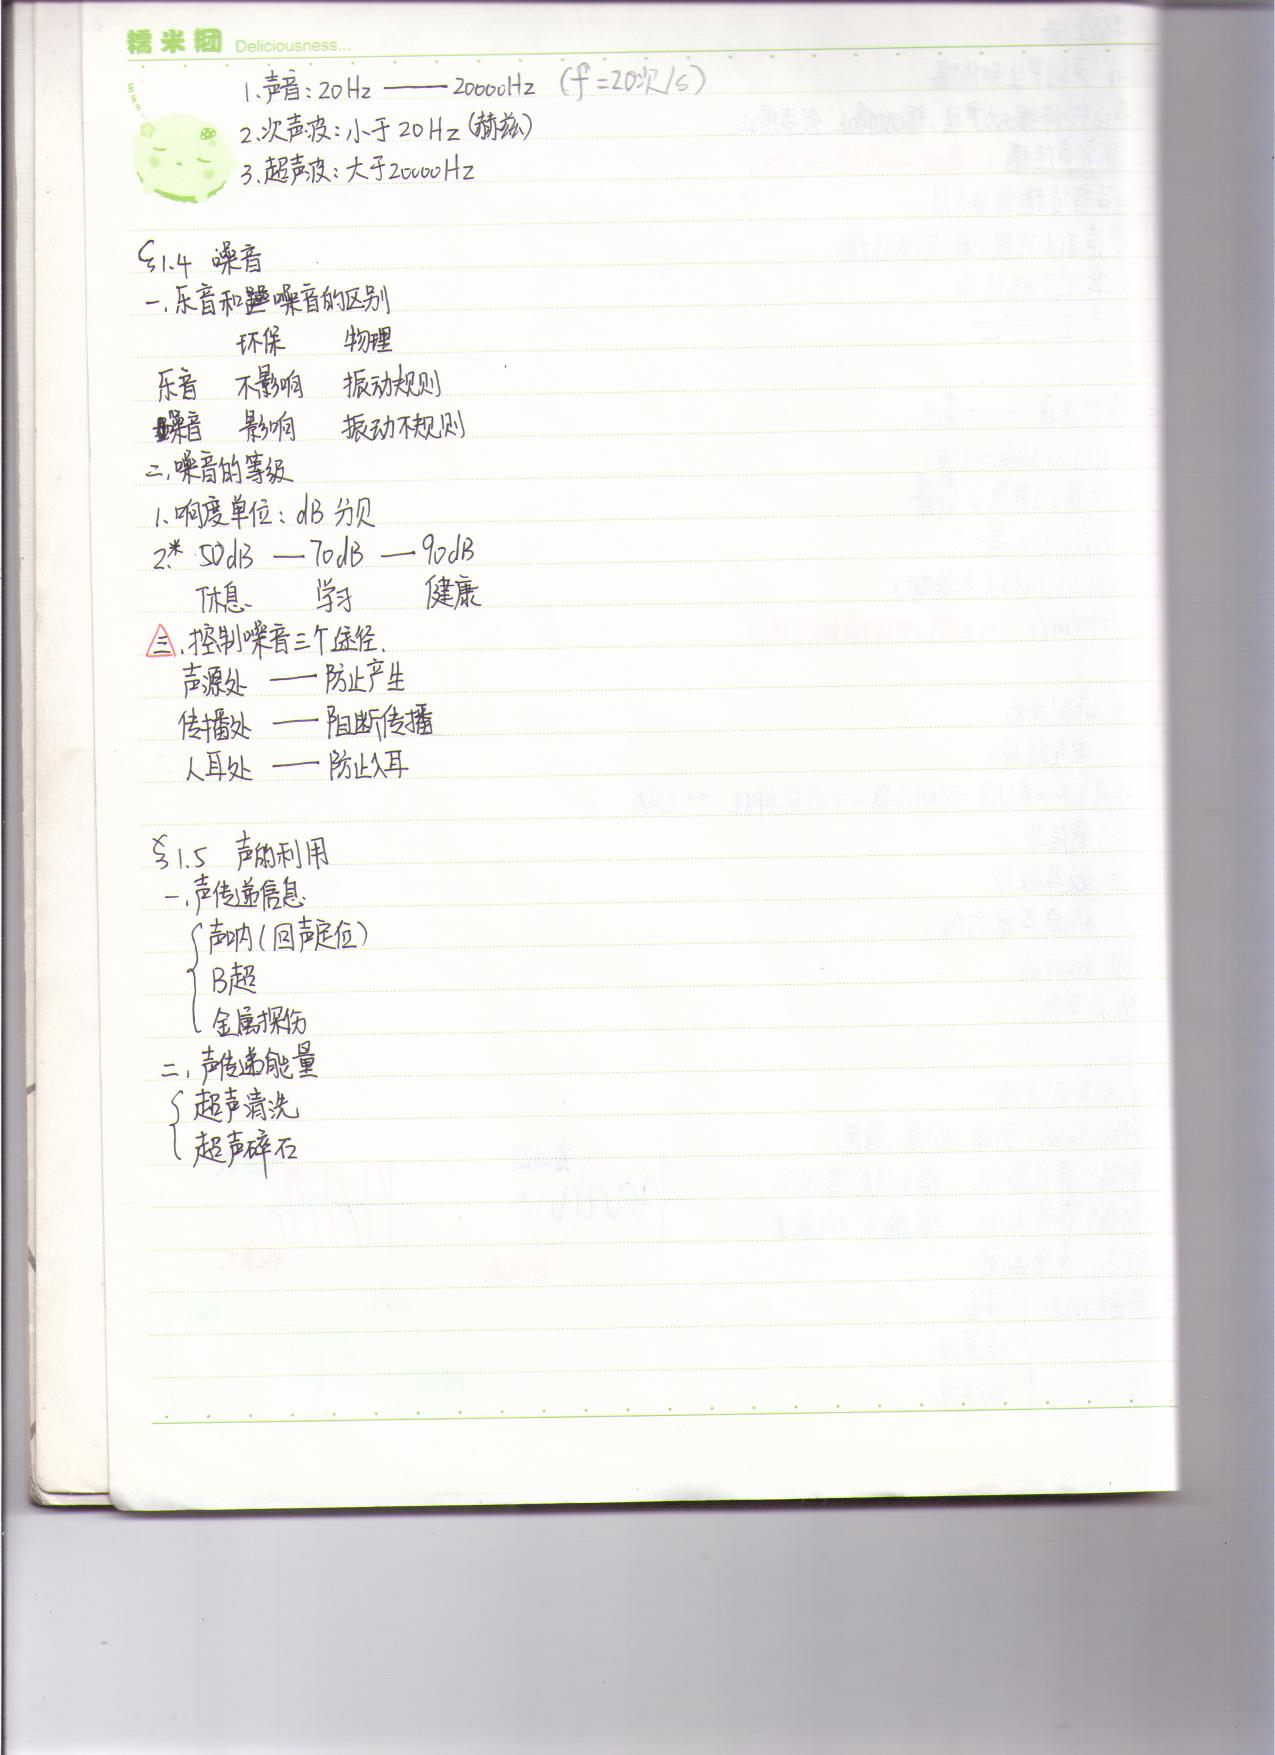 糯米团 Deliciousness...
1.声音:20Hz ——20000Hz (f=20次/s)
2.次声波:小于20Hz(赫兹)
3.超声波:大于20000Hz
§1.4 噪音
一.乐音和噪音的区别
环保 物理
乐音 不影响 振动规则
噪音 影响 振动不规则
二.噪音的等级
1.响度单位:dB 分贝
2.* 50dB —70dB —90dB
休息 学习 健康
三.控制噪音三个途径.
声源处 ——防止产生
传播处 ——阻断传播
人耳处 ——防止入耳
§1.5 声的利用
一.声传递信息
声呐(回声定位)
B超
金属探伤
二.声传递能量
超声清洗
超声碎石